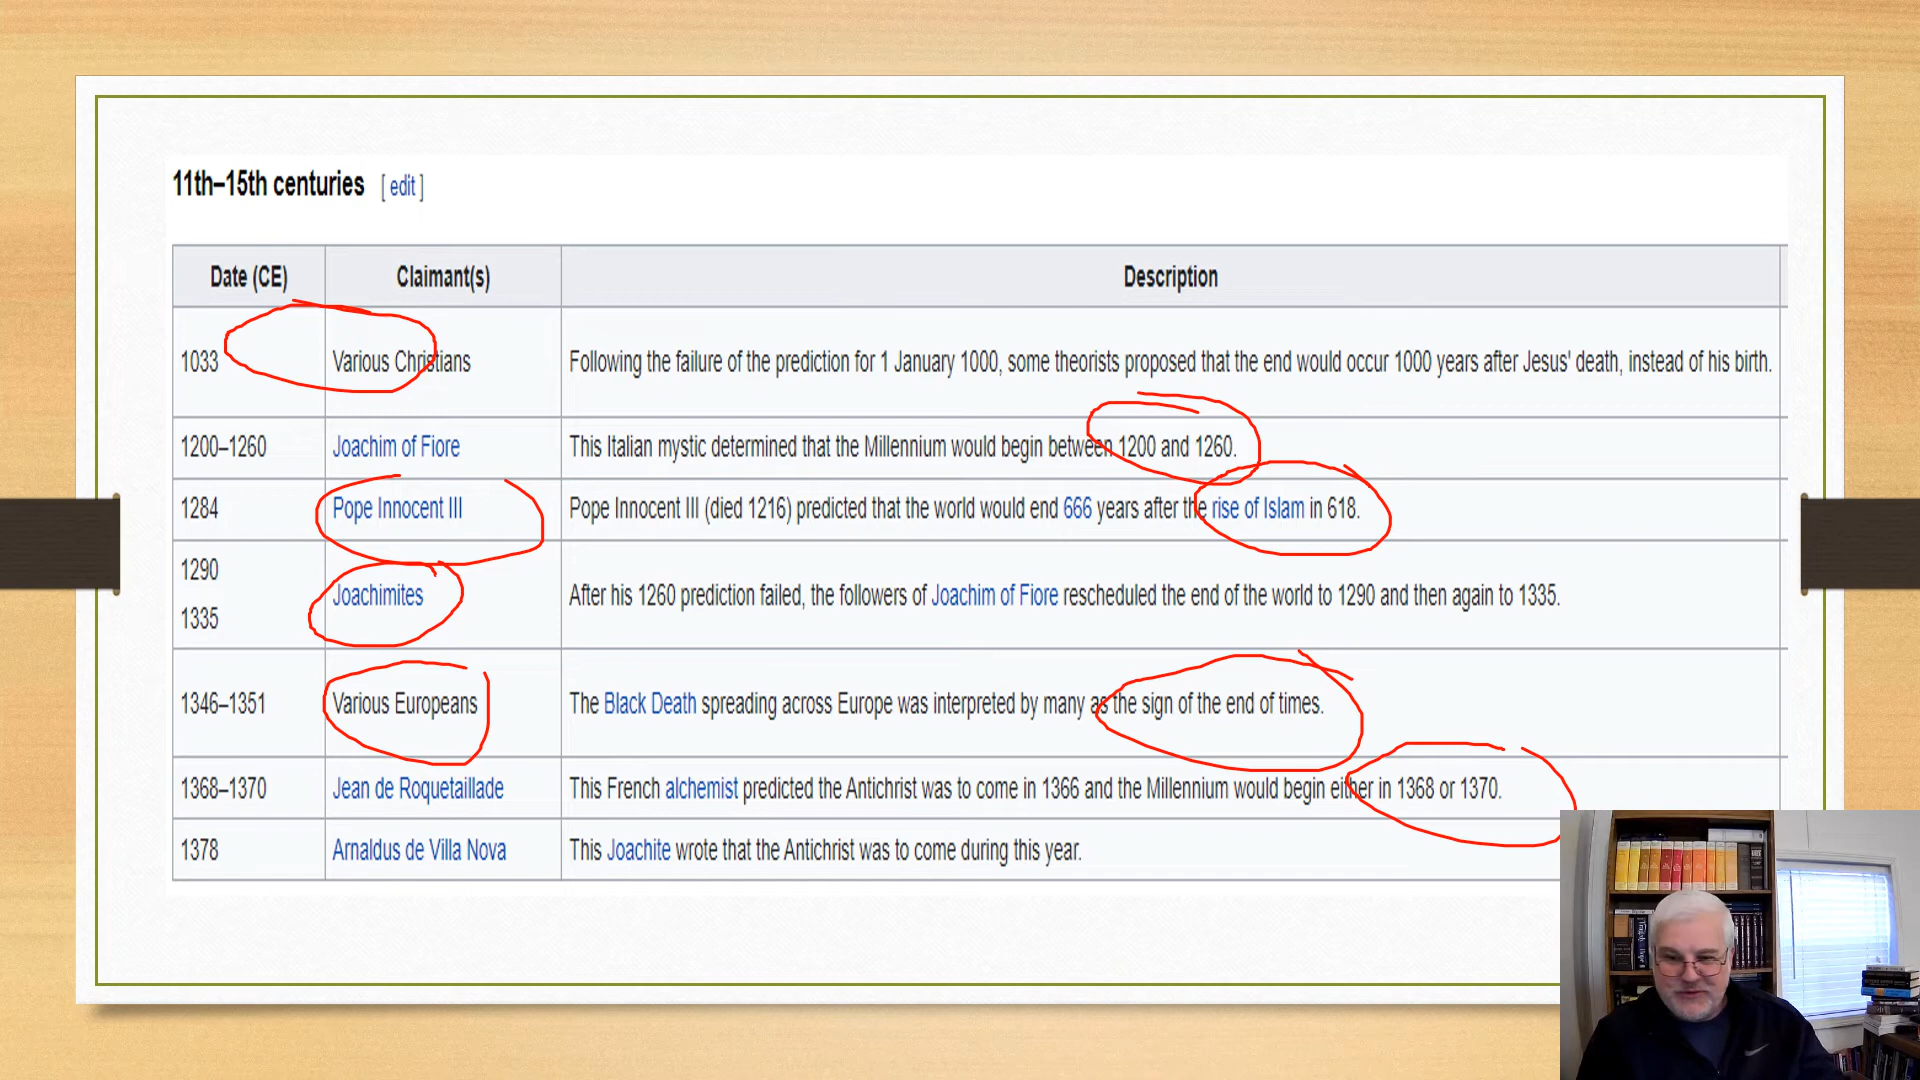 11th–15th centuries [ edit ]
Date (CE) Claimant(s) Description
1033 Various Christians Following the failure of the prediction for 1 January 1000, some theorists proposed that the end would occur 1000 years after Jesus' death, instead of his birth.
1200–1260 Joachim of Fiore This Italian mystic determined that the Millennium would begin between 1200 and 1260.
1284 Pope Innocent III Pope Innocent III (died 1216) predicted that the world would end 666 years after the rise of Islam in 618.
1290
1335
Joachimites After his 1260 prediction failed, the followers of Joachim of Fiore rescheduled the end of the world to 1290 and then again to 1335.
1346–1351 Various Europeans The Black Death spreading across Europe was interpreted by many as the sign of the end of times.
1368–1370 Jean de Roquetaillade This French alchemist predicted the Antichrist was to come in 1366 and the Millennium would begin either in 1368 or 1370.
1378 Arnaldus de Villa Nova This Joachite wrote that the Antichrist was to come during this year.